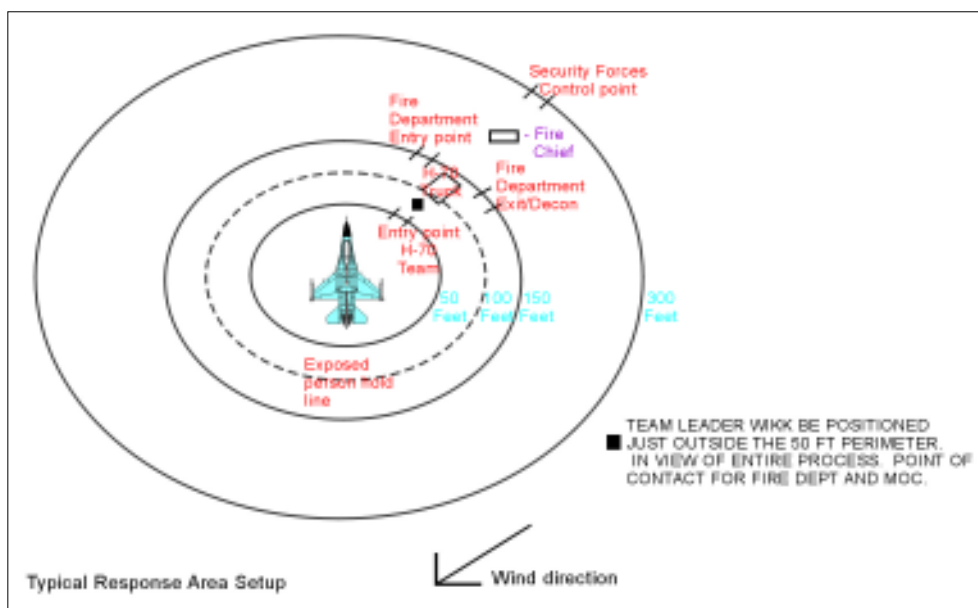 Security Forces
Control point
Fire
Department
Entry point
- Fire
Chief
H-70
Truck
Fire
Department
Exit/Decon
Entry point
H-70
Team
50
Feet
100
Feet
150
Feet
300
Feet
Exposed
person hold
line
TEAM LEADER WIKK BE POSITIONED
JUST OUTSIDE THE 50 FT PERIMETER.
IN VIEW OF ENTIRE PROCESS. POINT OF
CONTACT FOR FIRE DEPT AND MOC.
Typical Response Area Setup
Wind direction